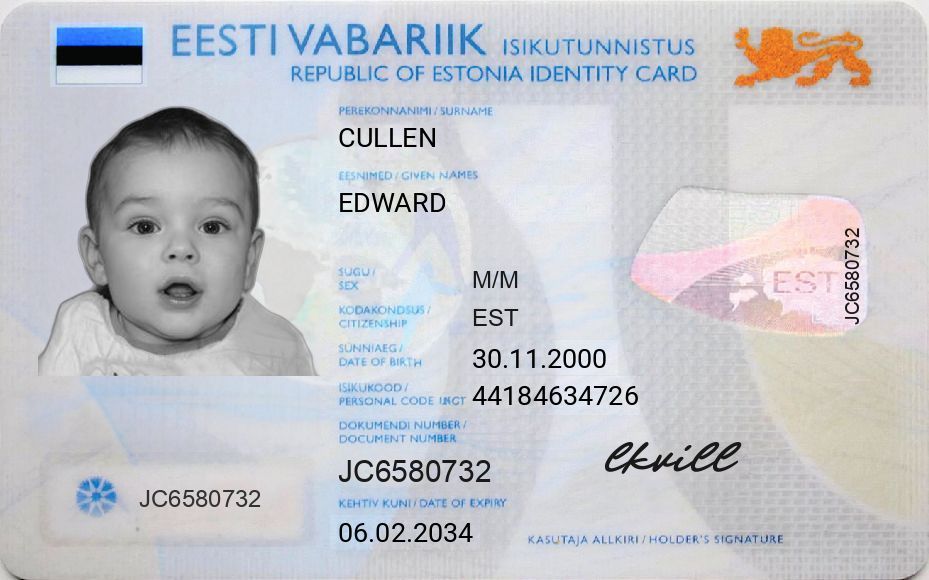 EESTI VABARIIK ISIKUTUNNISTUS
REPUBLIC OF ESTONIA IDENTITY CARD
PEREKONNANIMI / SURNAME
CULLEN
EESNIMED / GIVEN NAMES
EDWARD
SUGU /
SEX
M/M
KODAKONDSUS /
CITIZENSHIP
EST
SÜNNIAEG /
DATE OF BIRTH
30.11.2000
ISIKUKOOD /
PERSONAL CODE
44184634726
DOKUMENDI NUMBER /
DOCUMENT NUMBER
JC6580732
KEHTIV KUNI / DATE OF EXPIRY
06.02.2034
JC6580732
EST
JC6580732
lkvill
KASUTAJA ALLKIRI / HOLDER'S SIGNATURE